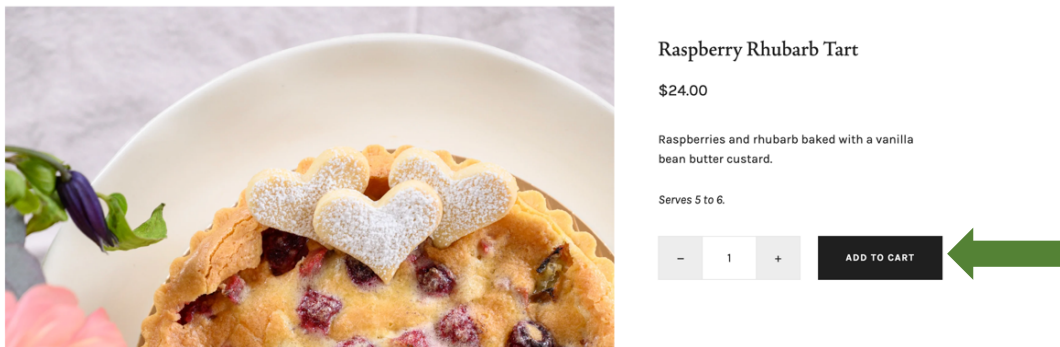 Raspberry Rhubarb Tart
$24.00
Raspberries and rhubarb baked with a vanilla
bean butter custard.
Serves 5 to 6.
− 1 + ADD TO CART